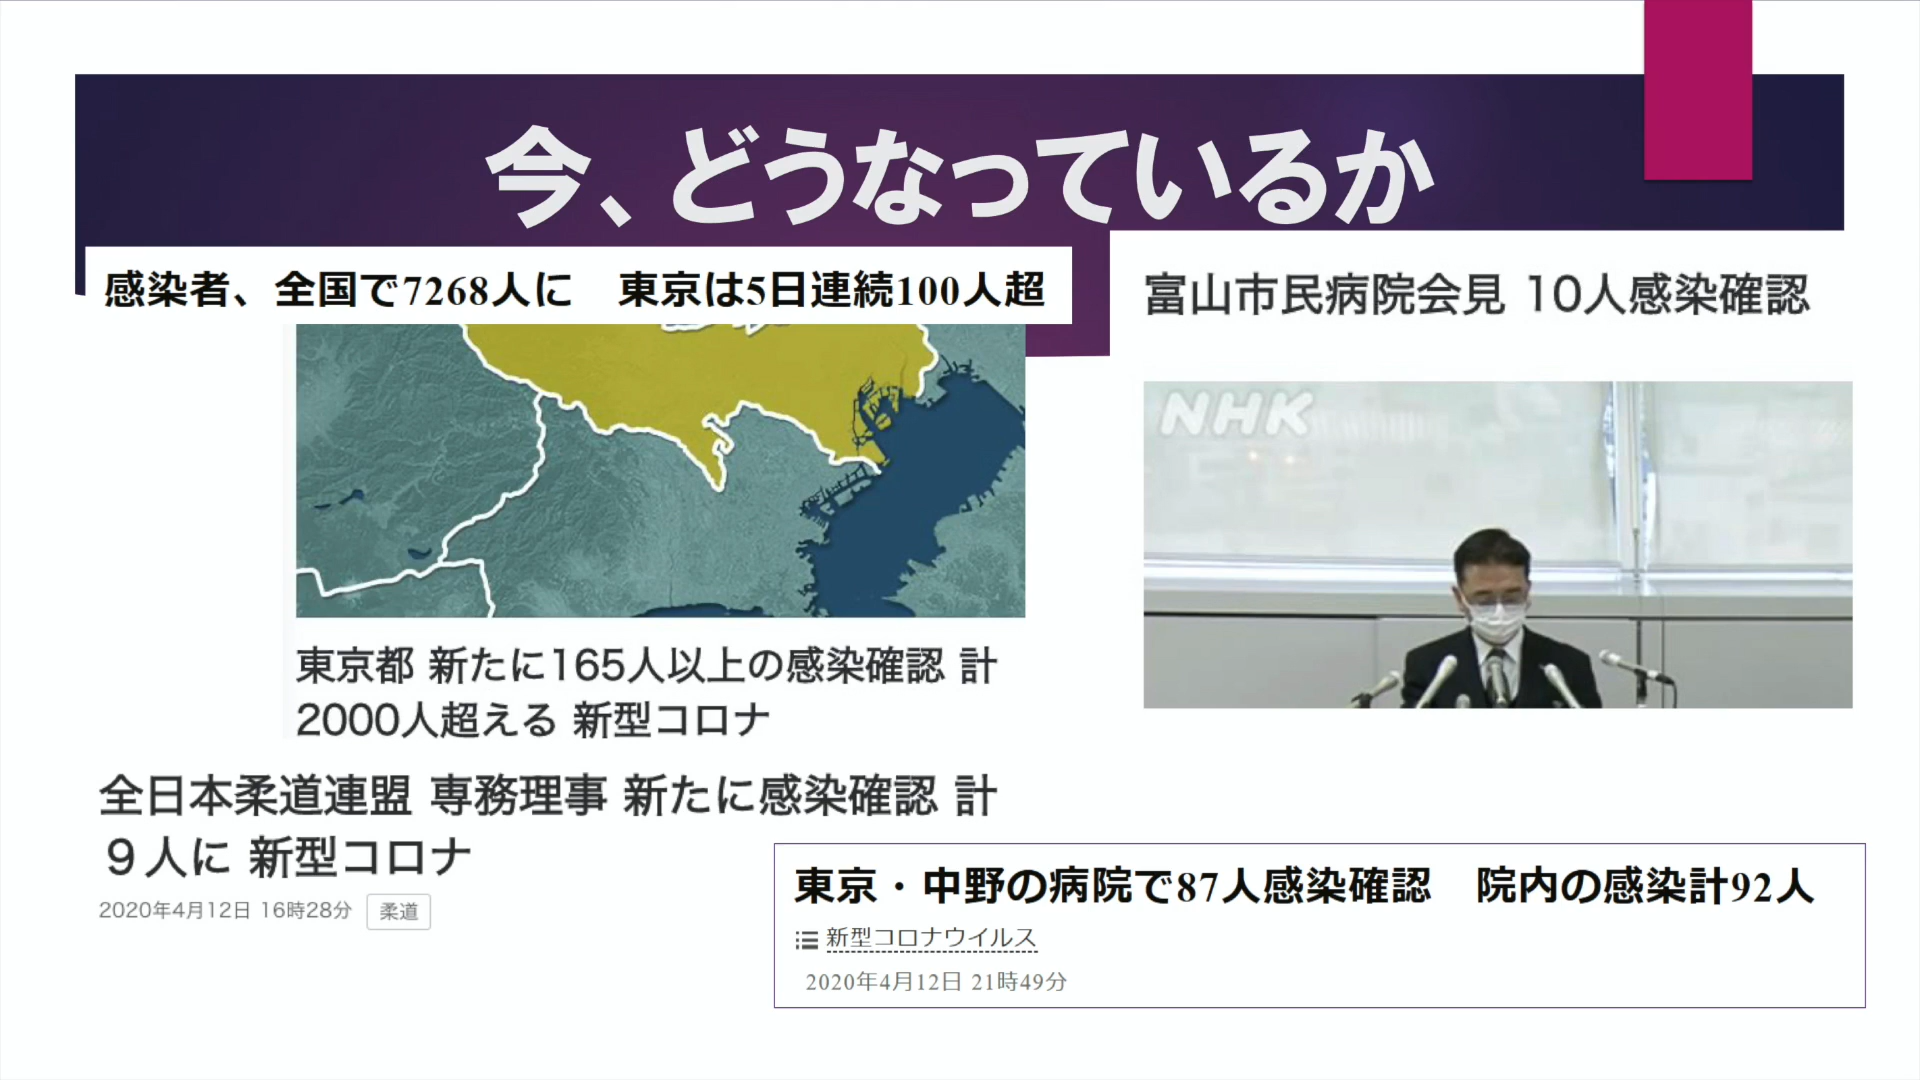 今、どうなっているか
感染者、全国で7268人に　東京は5日連続100人超
東京都 新たに165人以上の感染確認 計
2000人超える 新型コロナ
全日本柔道連盟 専務理事 新たに感染確認 計
９人に 新型コロナ
2020年4月12日 16時28分 柔道
富山市民病院会見 10人感染確認
NHK
東京・中野の病院で87人感染確認　院内の感染計92人
新型コロナウイルス
2020年4月12日 21時49分